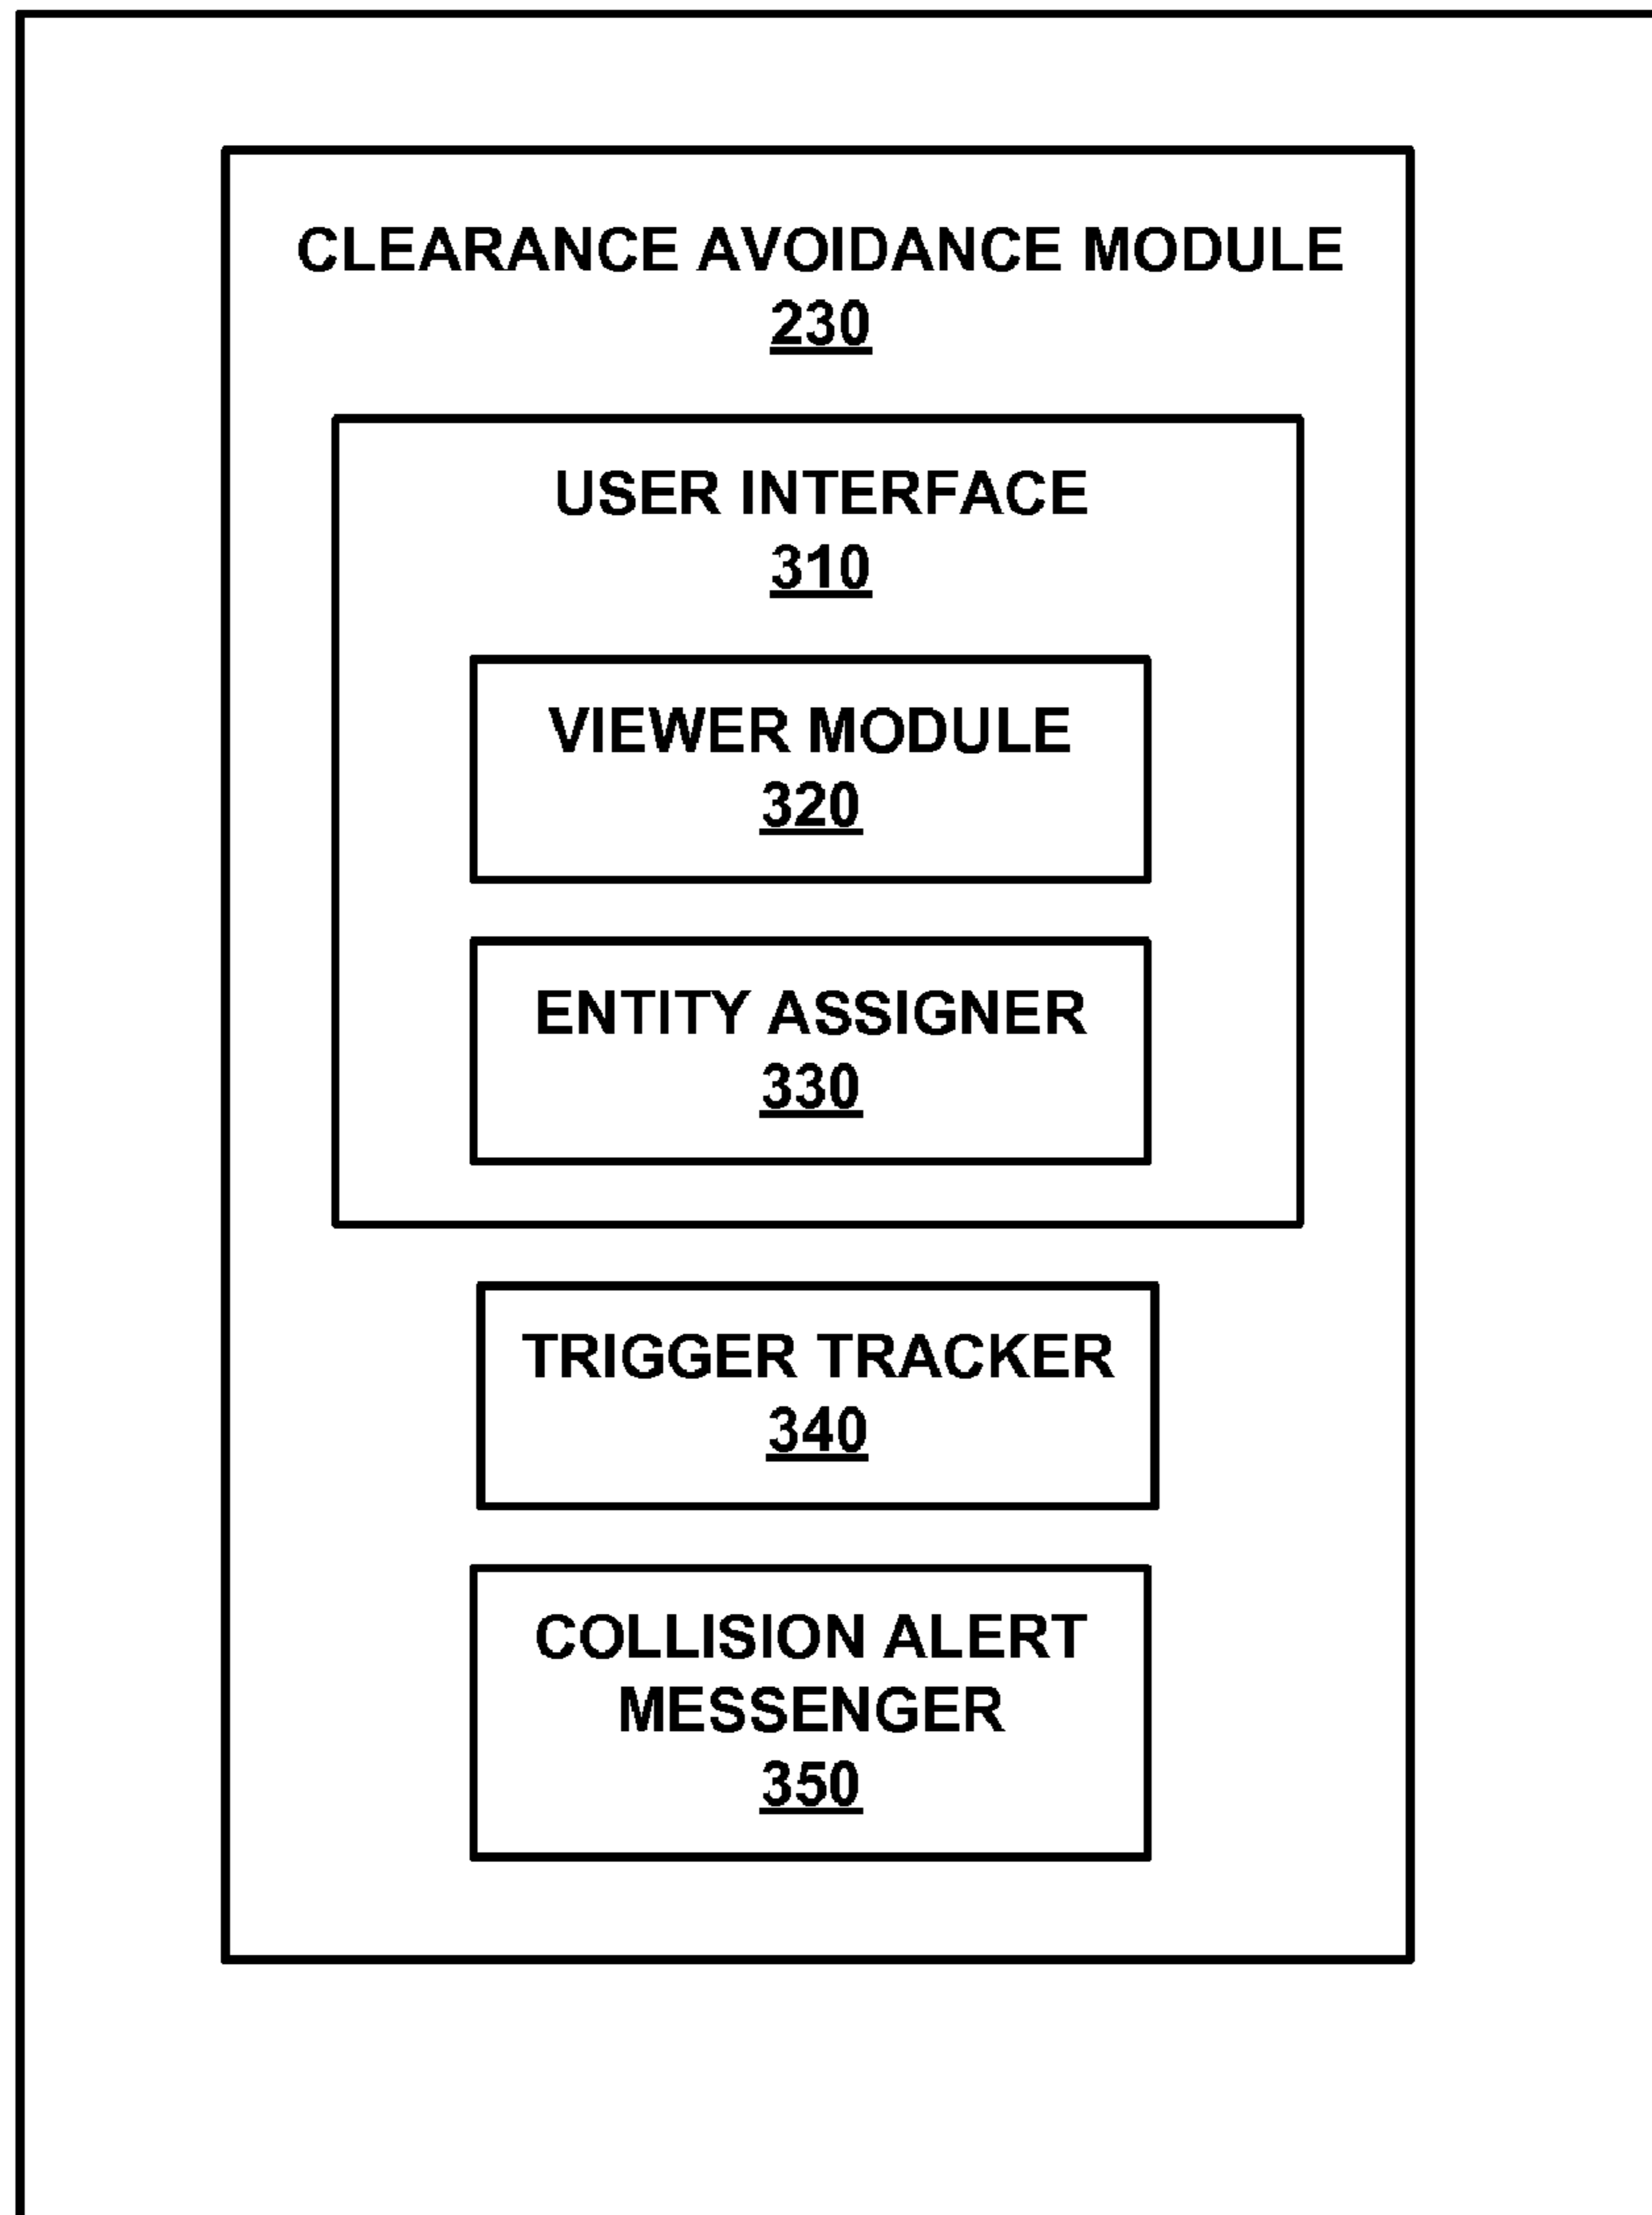 CLEARANCE AVOIDANCE MODULE
230
USER INTERFACE
310
VIEWER MODULE
320
ENTITY ASSIGNER
330
TRIGGER TRACKER
340
COLLISION ALERT
MESSENGER
350